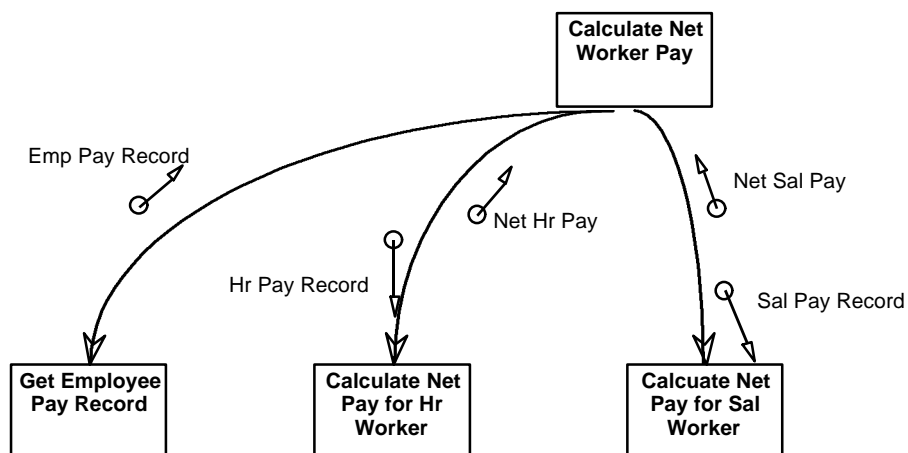 Calculate Net
Worker Pay
Emp Pay Record
Net Sal Pay
Net Hr Pay
Hr Pay Record
Sal Pay Record
Get Employee
Pay Record
Calculate Net
Pay for Hr
Worker
Calcuate Net
Pay for Sal
Worker